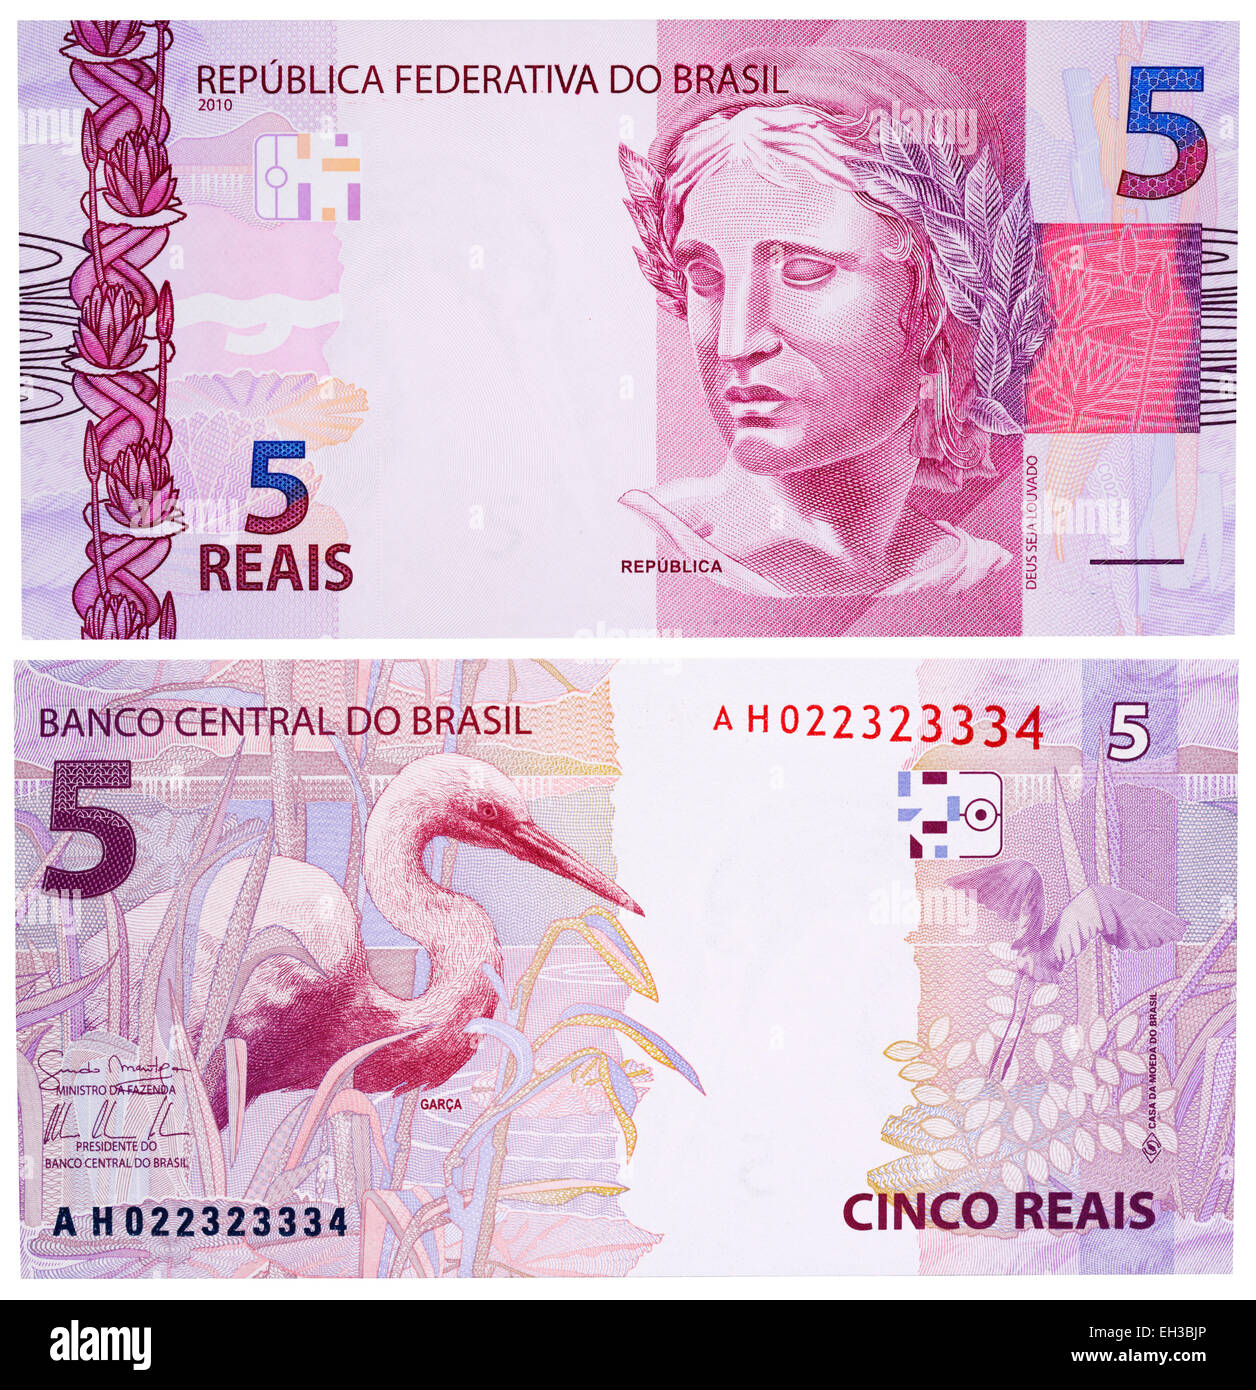 REPÚBLICA FEDERATIVA DO BRASIL
2010
5
5
REAIS
REPÚBLICA
DEUS SEJA LOUVADO
BANCO CENTRAL DO BRASIL
AH022323334
5
5
MINISTRO DA FAZENDA
GARÇA
PRESIDENTE DO
BANCO CENTRAL DO BRASIL
CASA DA MOEDA DO BRASIL
AH022323334
CINCO REAIS
alamy
Image ID: EH3BJP
www.alamy.com